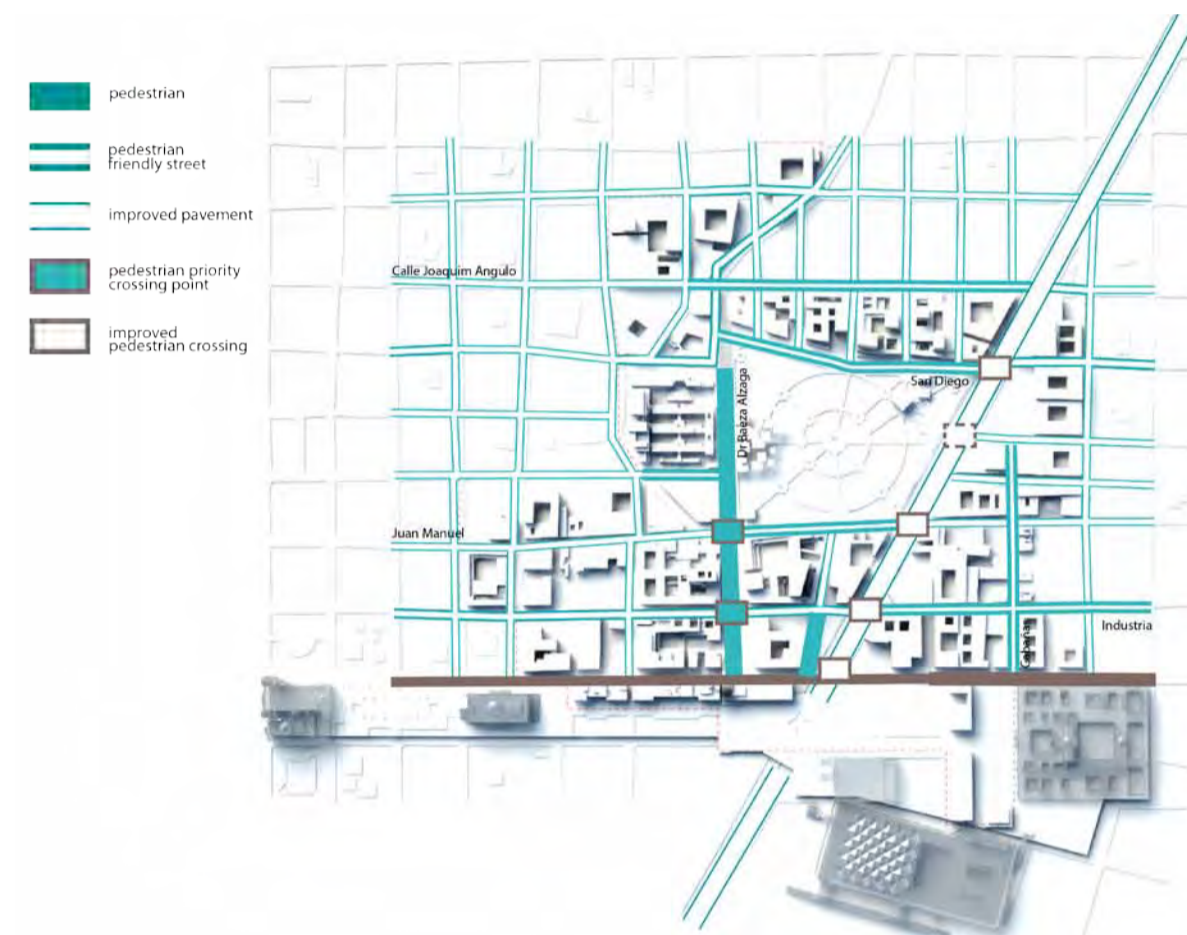 pedestrian
pedestrian
friendly street
improved pavement
pedestrian priority
crossing point
improved
pedestrian crossing
Calle Joaquim Angulo
San Diego
Dr Baeza Alzaga
Juan Manuel
Industria
Cabañas